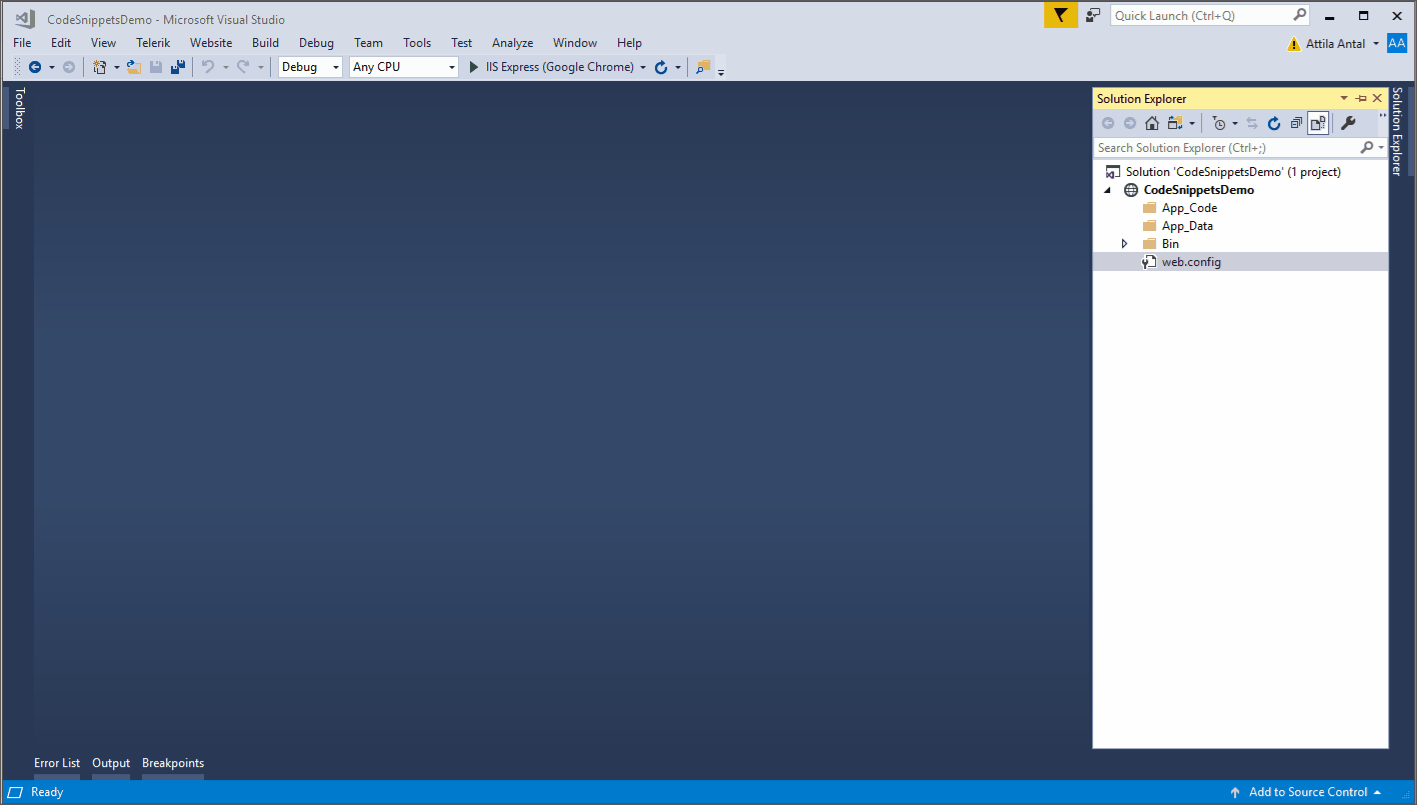 CodeSnippetsDemo - Microsoft Visual Studio
Quick Launch (Ctrl+Q)
File Edit View Telerik Website Build Debug Team Tools Test Analyze Window Help
Attila Antal AA
Debug Any CPU IIS Express (Google Chrome)
Toolbox
Solution Explorer
Solution Explorer
Search Solution Explorer (Ctrl+;)
Solution 'CodeSnippetsDemo' (1 project)
CodeSnippetsDemo
App_Code
App_Data
Bin
web.config
Error List Output Breakpoints
Ready
Add to Source Control